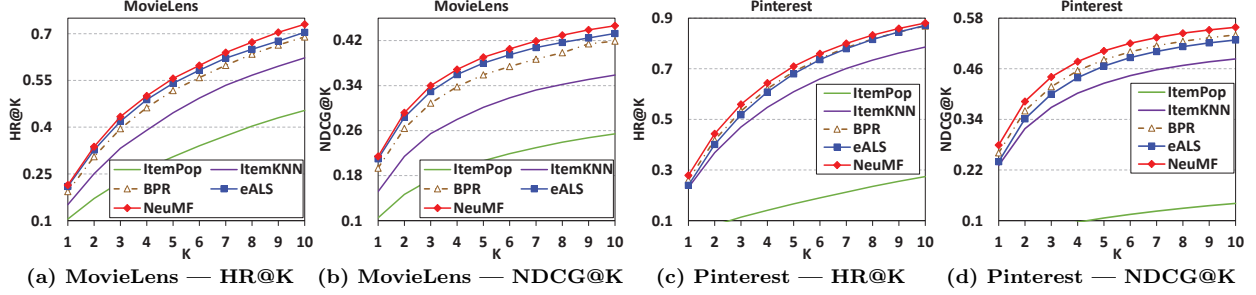 MovieLens
HR@K
0.7
0.55
0.4
0.25
0.1
ItemPop ItemKNN
BPR eALS
NeuMF
1 2 3 4 5 6 7 8 9 10
K
(a) MovieLens — HR@K
MovieLens
NDCG@K
0.42
0.34
0.26
0.18
0.1
ItemPop ItemKNN
BPR eALS
NeuMF
1 2 3 4 5 6 7 8 9 10
K
(b) MovieLens — NDCG@K
Pinterest
HR@K
0.9
0.7
0.5
0.3
0.1
ItemPop
ItemKNN
BPR
eALS
NeuMF
1 2 3 4 5 6 7 8 9 10
K
(c) Pinterest — HR@K
Pinterest
NDCG@K
0.58
0.46
0.34
0.22
0.1
ItemPop
ItemKNN
BPR
eALS
NeuMF
1 2 3 4 5 6 7 8 9 10
K
(d) Pinterest — NDCG@K